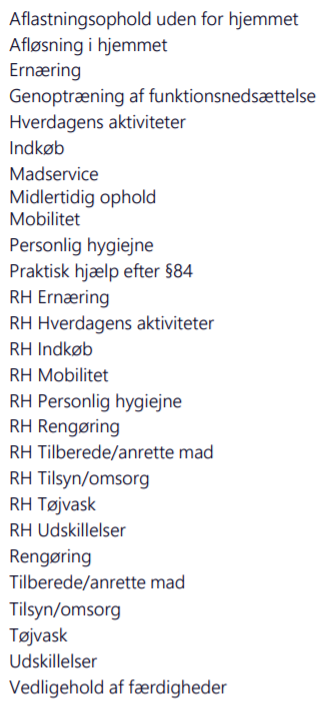 Aflastningsophold uden for hjemmet
Afløsning i hjemmet
Ernæring
Genoptræning af funktionsnedsættelse
Hverdagens aktiviteter
Indkøb
Madservice
Midlertidig ophold
Mobilitet
Personlig hygiejne
Praktisk hjælp efter §84
RH Ernæring
RH Hverdagens aktiviteter
RH Indkøb
RH Mobilitet
RH Personlig hygiejne
RH Rengøring
RH Tilberede/anrette mad
RH Tilsyn/omsorg
RH Tøjvask
RH Udskillelser
Rengøring
Tilberede/anrette mad
Tilsyn/omsorg
Tøjvask
Udskillelser
Vedligehold af færdigheder